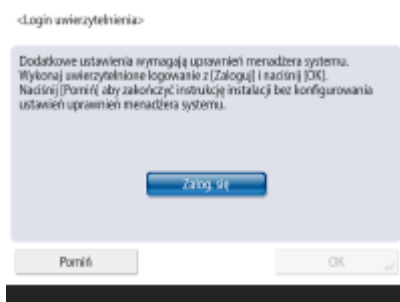 <Login uwierzytelnienia>
Dodatkowe ustawienia wymagają uprawnień menadżera systemu.
Wykonaj uwierzytelnione logowanie z [Zaloguj] i naciśnij [OK].
Naciśnij [Pomiń] aby zakończyć instrukcję instalacji bez konfigurowania
ustawień uprawnień menadżera systemu.
Zalog. się
Pomiń
OK